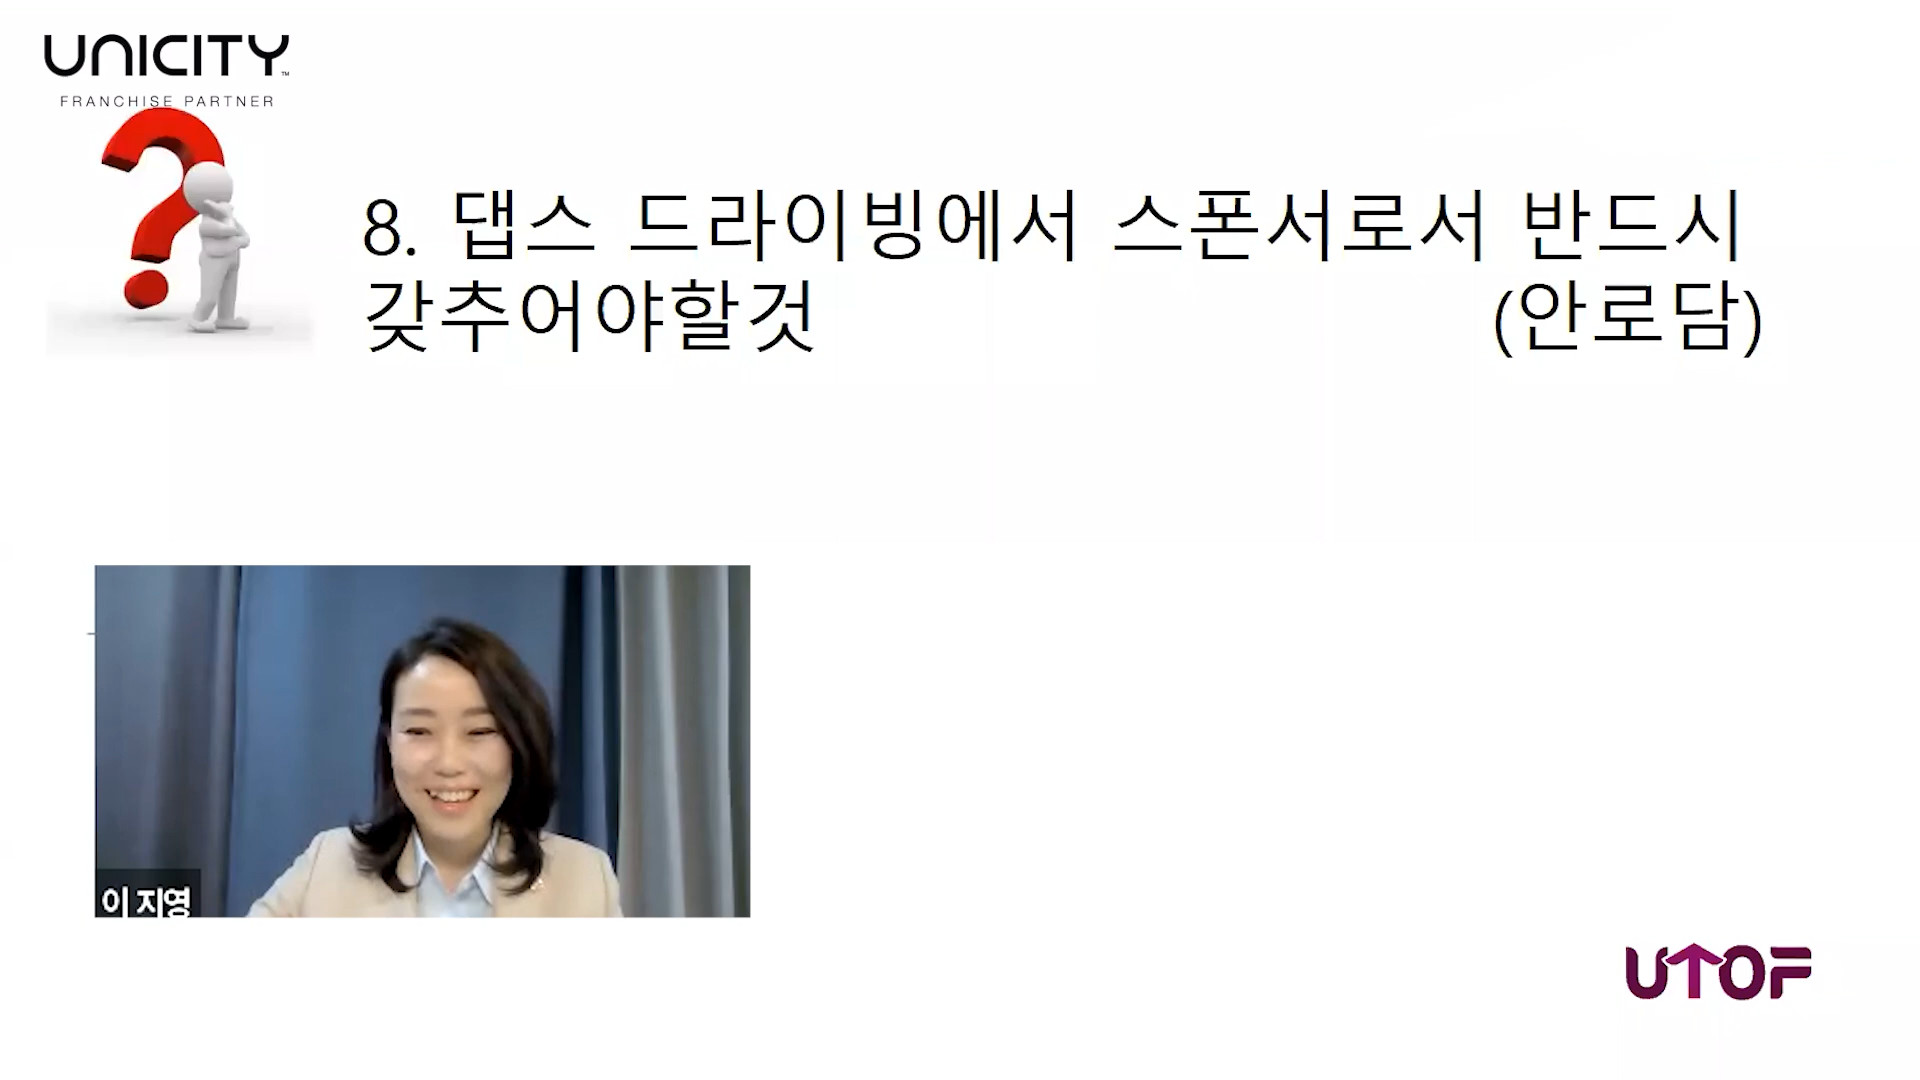 UNICITY™
FRANCHISE PARTNER
8. 댑스 드라이빙에서 스폰서로서 반드시
갖추어야할것 (안로담)
이 지영
UTOF